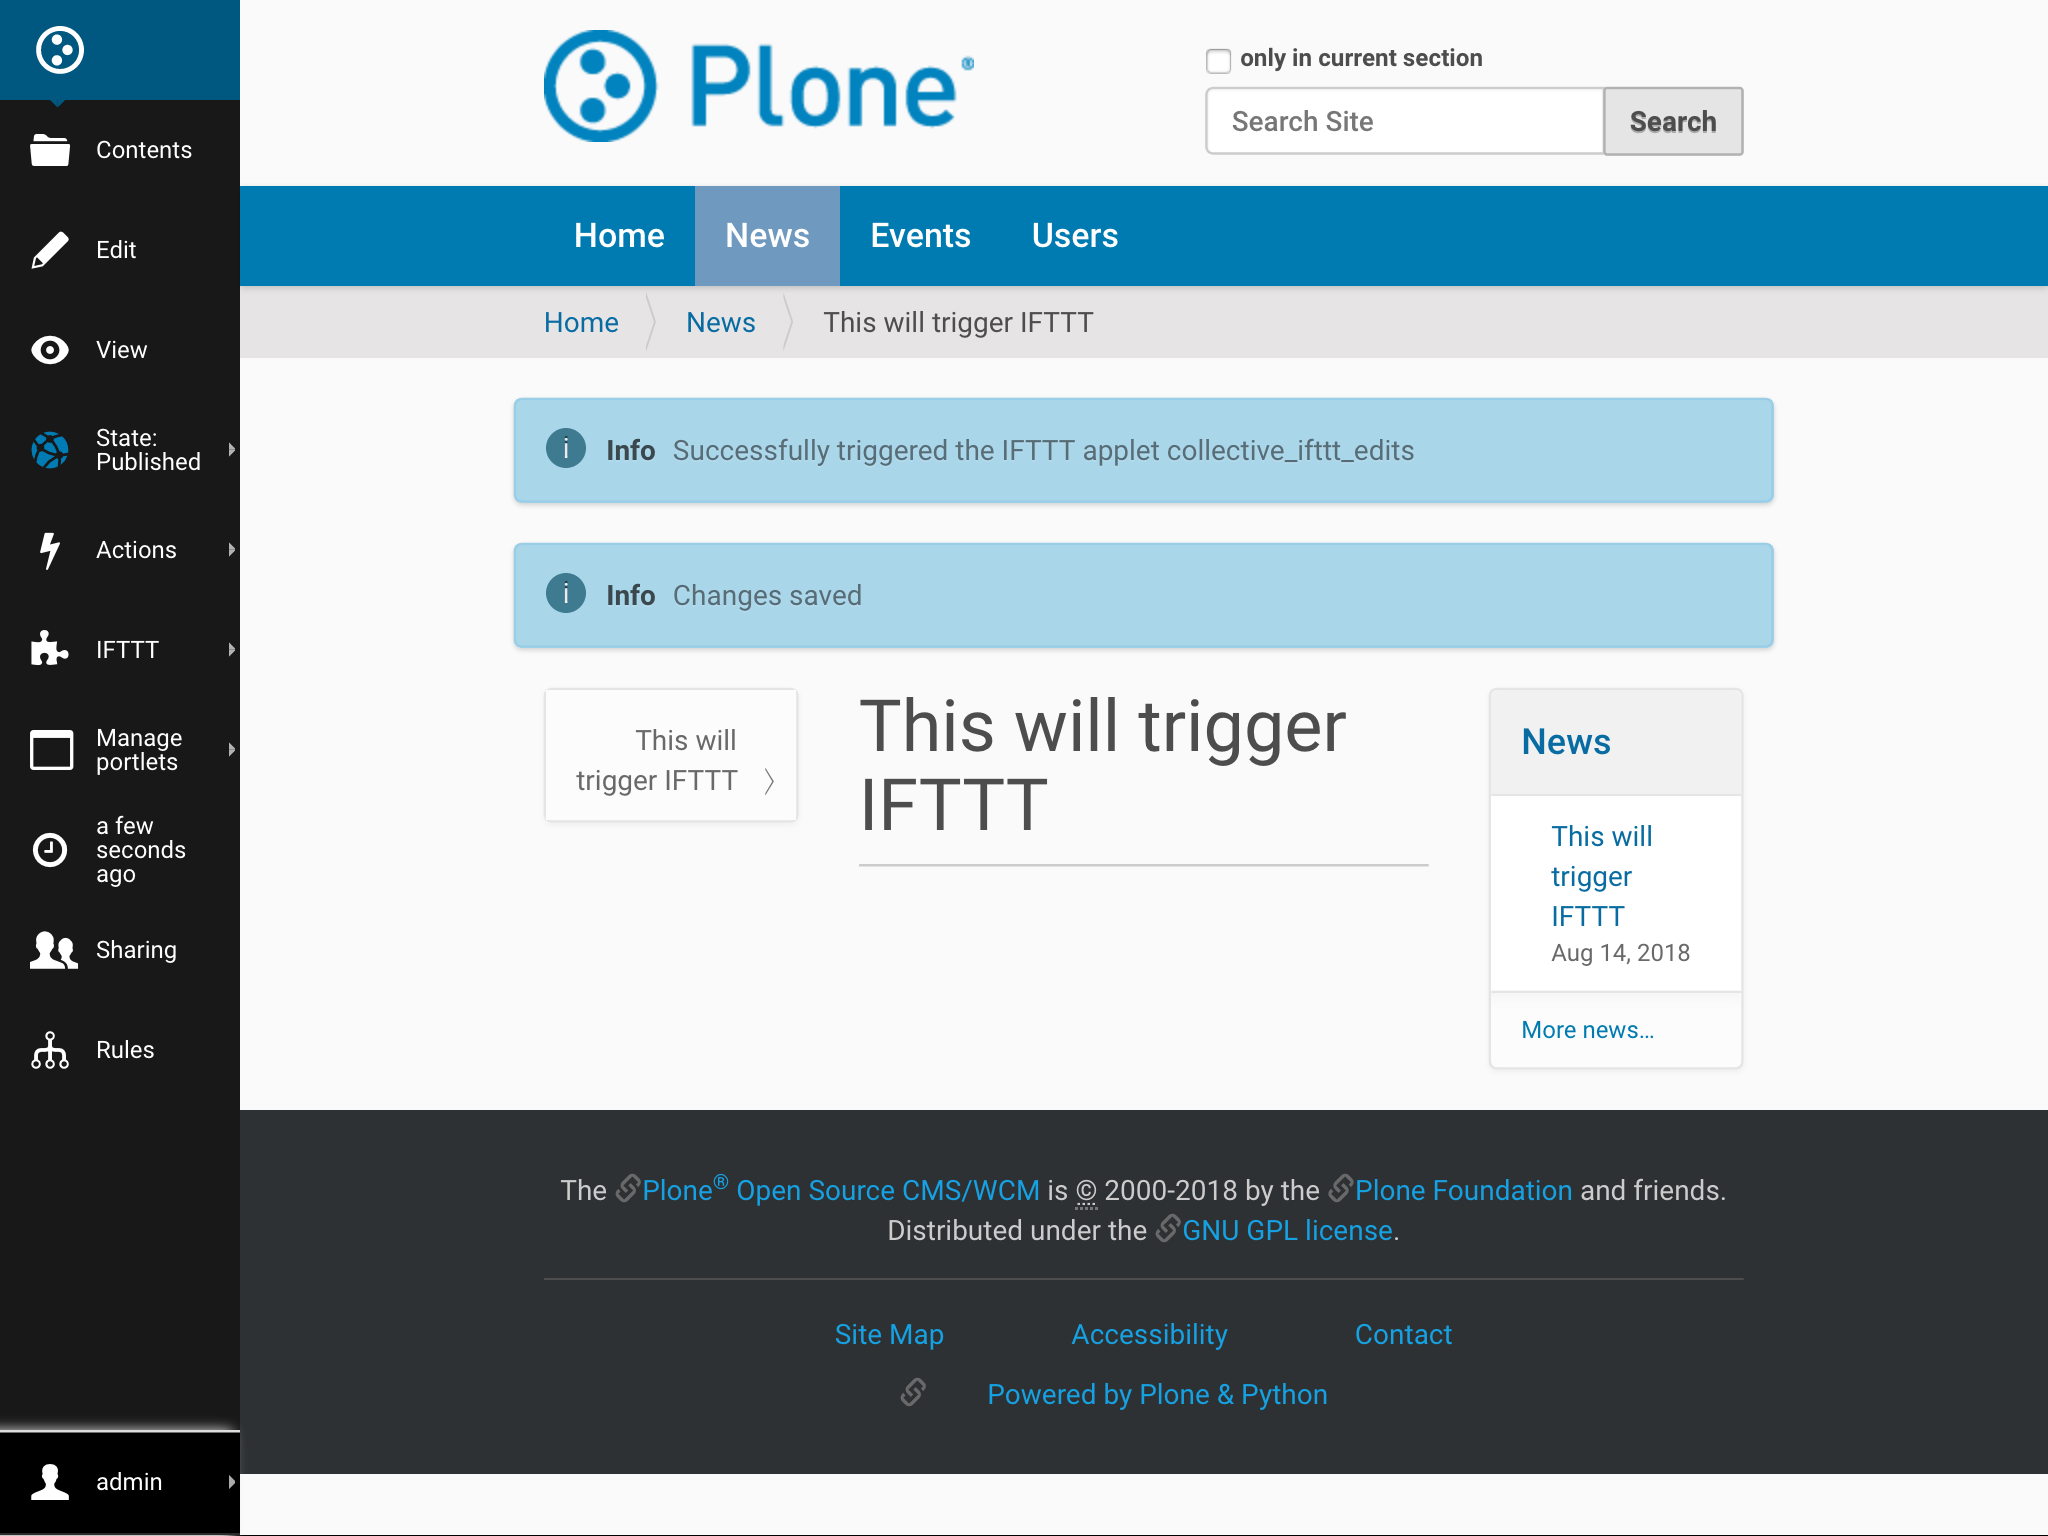 Contents
Edit
View
State:
Published
Actions
IFTTT
Manage
portlets
a few
seconds
ago
Sharing
Rules
admin
Plone®
only in current section
Search Site
Search
Home
News
Events
Users
Home
News
This will trigger IFTTT
Info Successfully triggered the IFTTT applet collective_ifttt_edits
Info Changes saved
This will
trigger IFTTT
This will trigger
IFTTT
News
This will
trigger
IFTTT
Aug 14, 2018
More news…
The Plone® Open Source CMS/WCM is © 2000-2018 by the Plone Foundation and friends.
Distributed under the GNU GPL license.
Site Map
Accessibility
Contact
Powered by Plone & Python